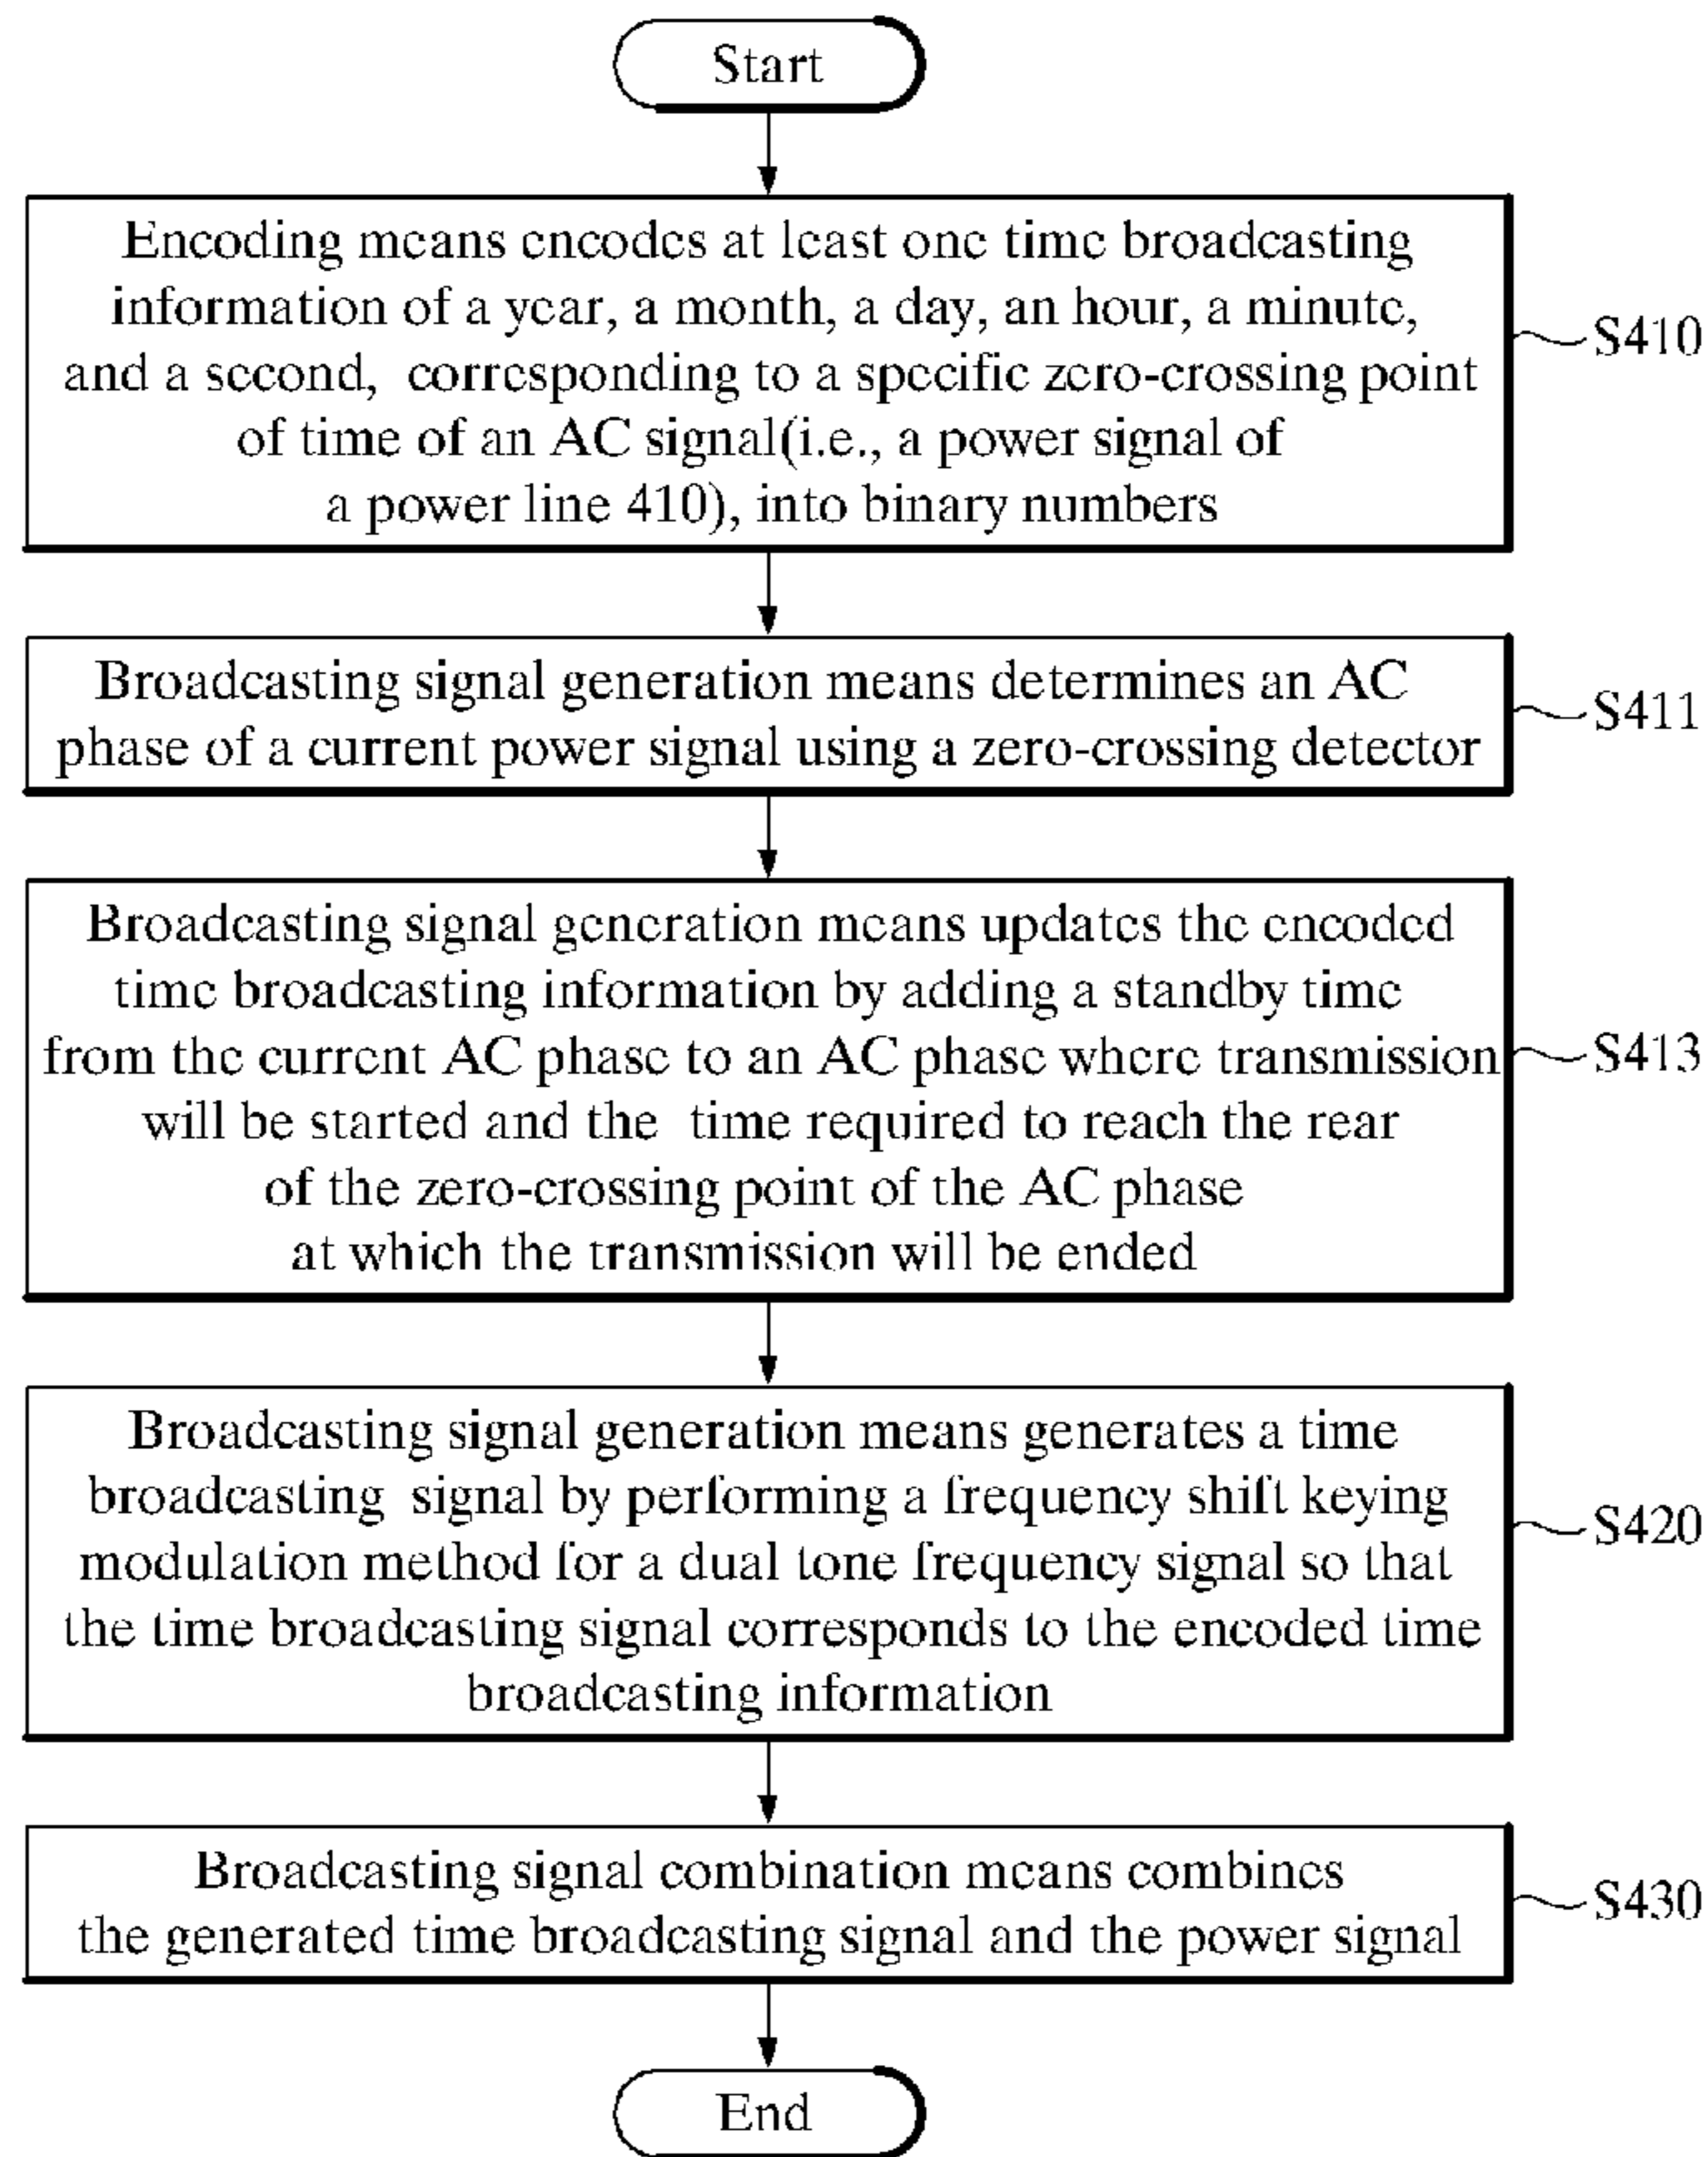 Start
Encoding means encodes at least one time broadcasting
information of a year, a month, a day, an hour, a minute,
and a second, corresponding to a specific zero-crossing point
of time of an AC signal(i.e., a power signal of
a power line 410), into binary numbers
S410
Broadcasting signal generation means determines an AC
phase of a current power signal using a zero-crossing detector
S411
Broadcasting signal generation means updates the encoded
time broadcasting information by adding a standby time
from the current AC phase to an AC phase where transmission
will be started and the time required to reach the rear
of the zero-crossing point of the AC phase
at which the transmission will be ended
S413
Broadcasting signal generation means generates a time
broadcasting signal by performing a frequency shift keying
modulation method for a dual tone frequency signal so that
the time broadcasting signal corresponds to the encoded time
broadcasting information
S420
Broadcasting signal combination means combines
the generated time broadcasting signal and the power signal
S430
End